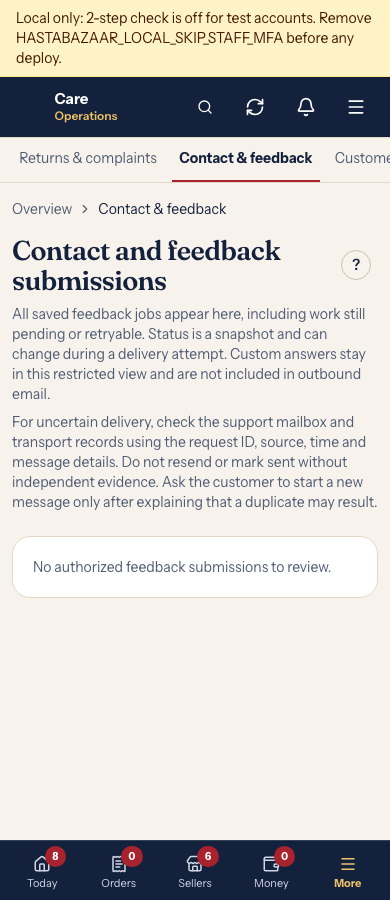 Local only: 2-step check is off for test accounts. Remove
HASTABAZAAR_LOCAL_SKIP_STAFF_MFA before any
deploy.
Care
Operations
Returns & complaints
Contact & feedback
Custome
Overview > Contact & feedback
Contact and feedback
submissions
?
All saved feedback jobs appear here, including work still
pending or retryable. Status is a snapshot and can
change during a delivery attempt. Custom answers stay
in this restricted view and are not included in outbound
email.
For uncertain delivery, check the support mailbox and
transport records using the request ID, source, time and
message details. Do not resend or mark sent without
independent evidence. Ask the customer to start a new
message only after explaining that a duplicate may result.
No authorized feedback submissions to review.
8
0
6
0
Today
Orders
Sellers
Money
More